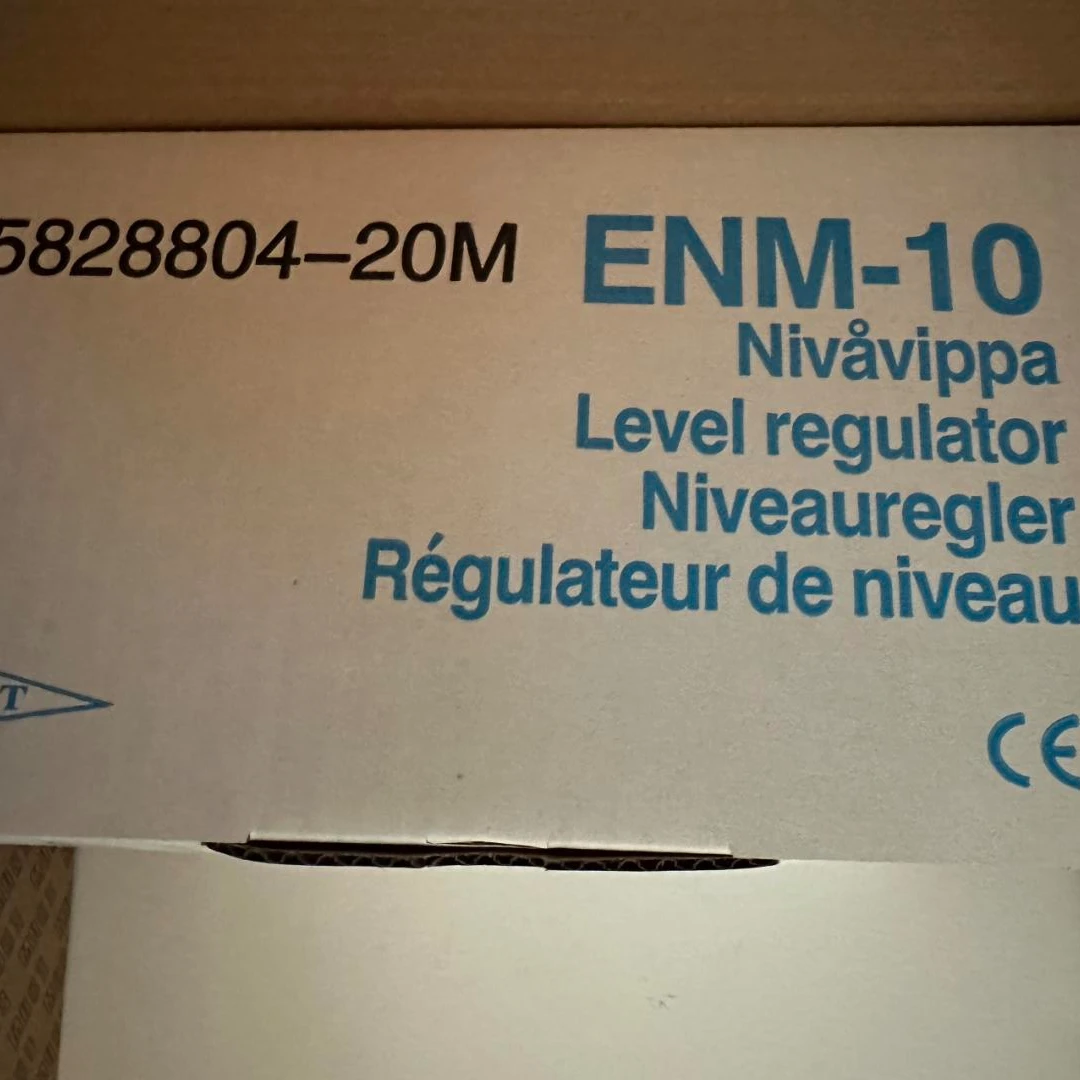 5828804–20M
ENM-10
Nivåvippa
Level regulator
Niveauregler
Régulateur de niveau
T
CE